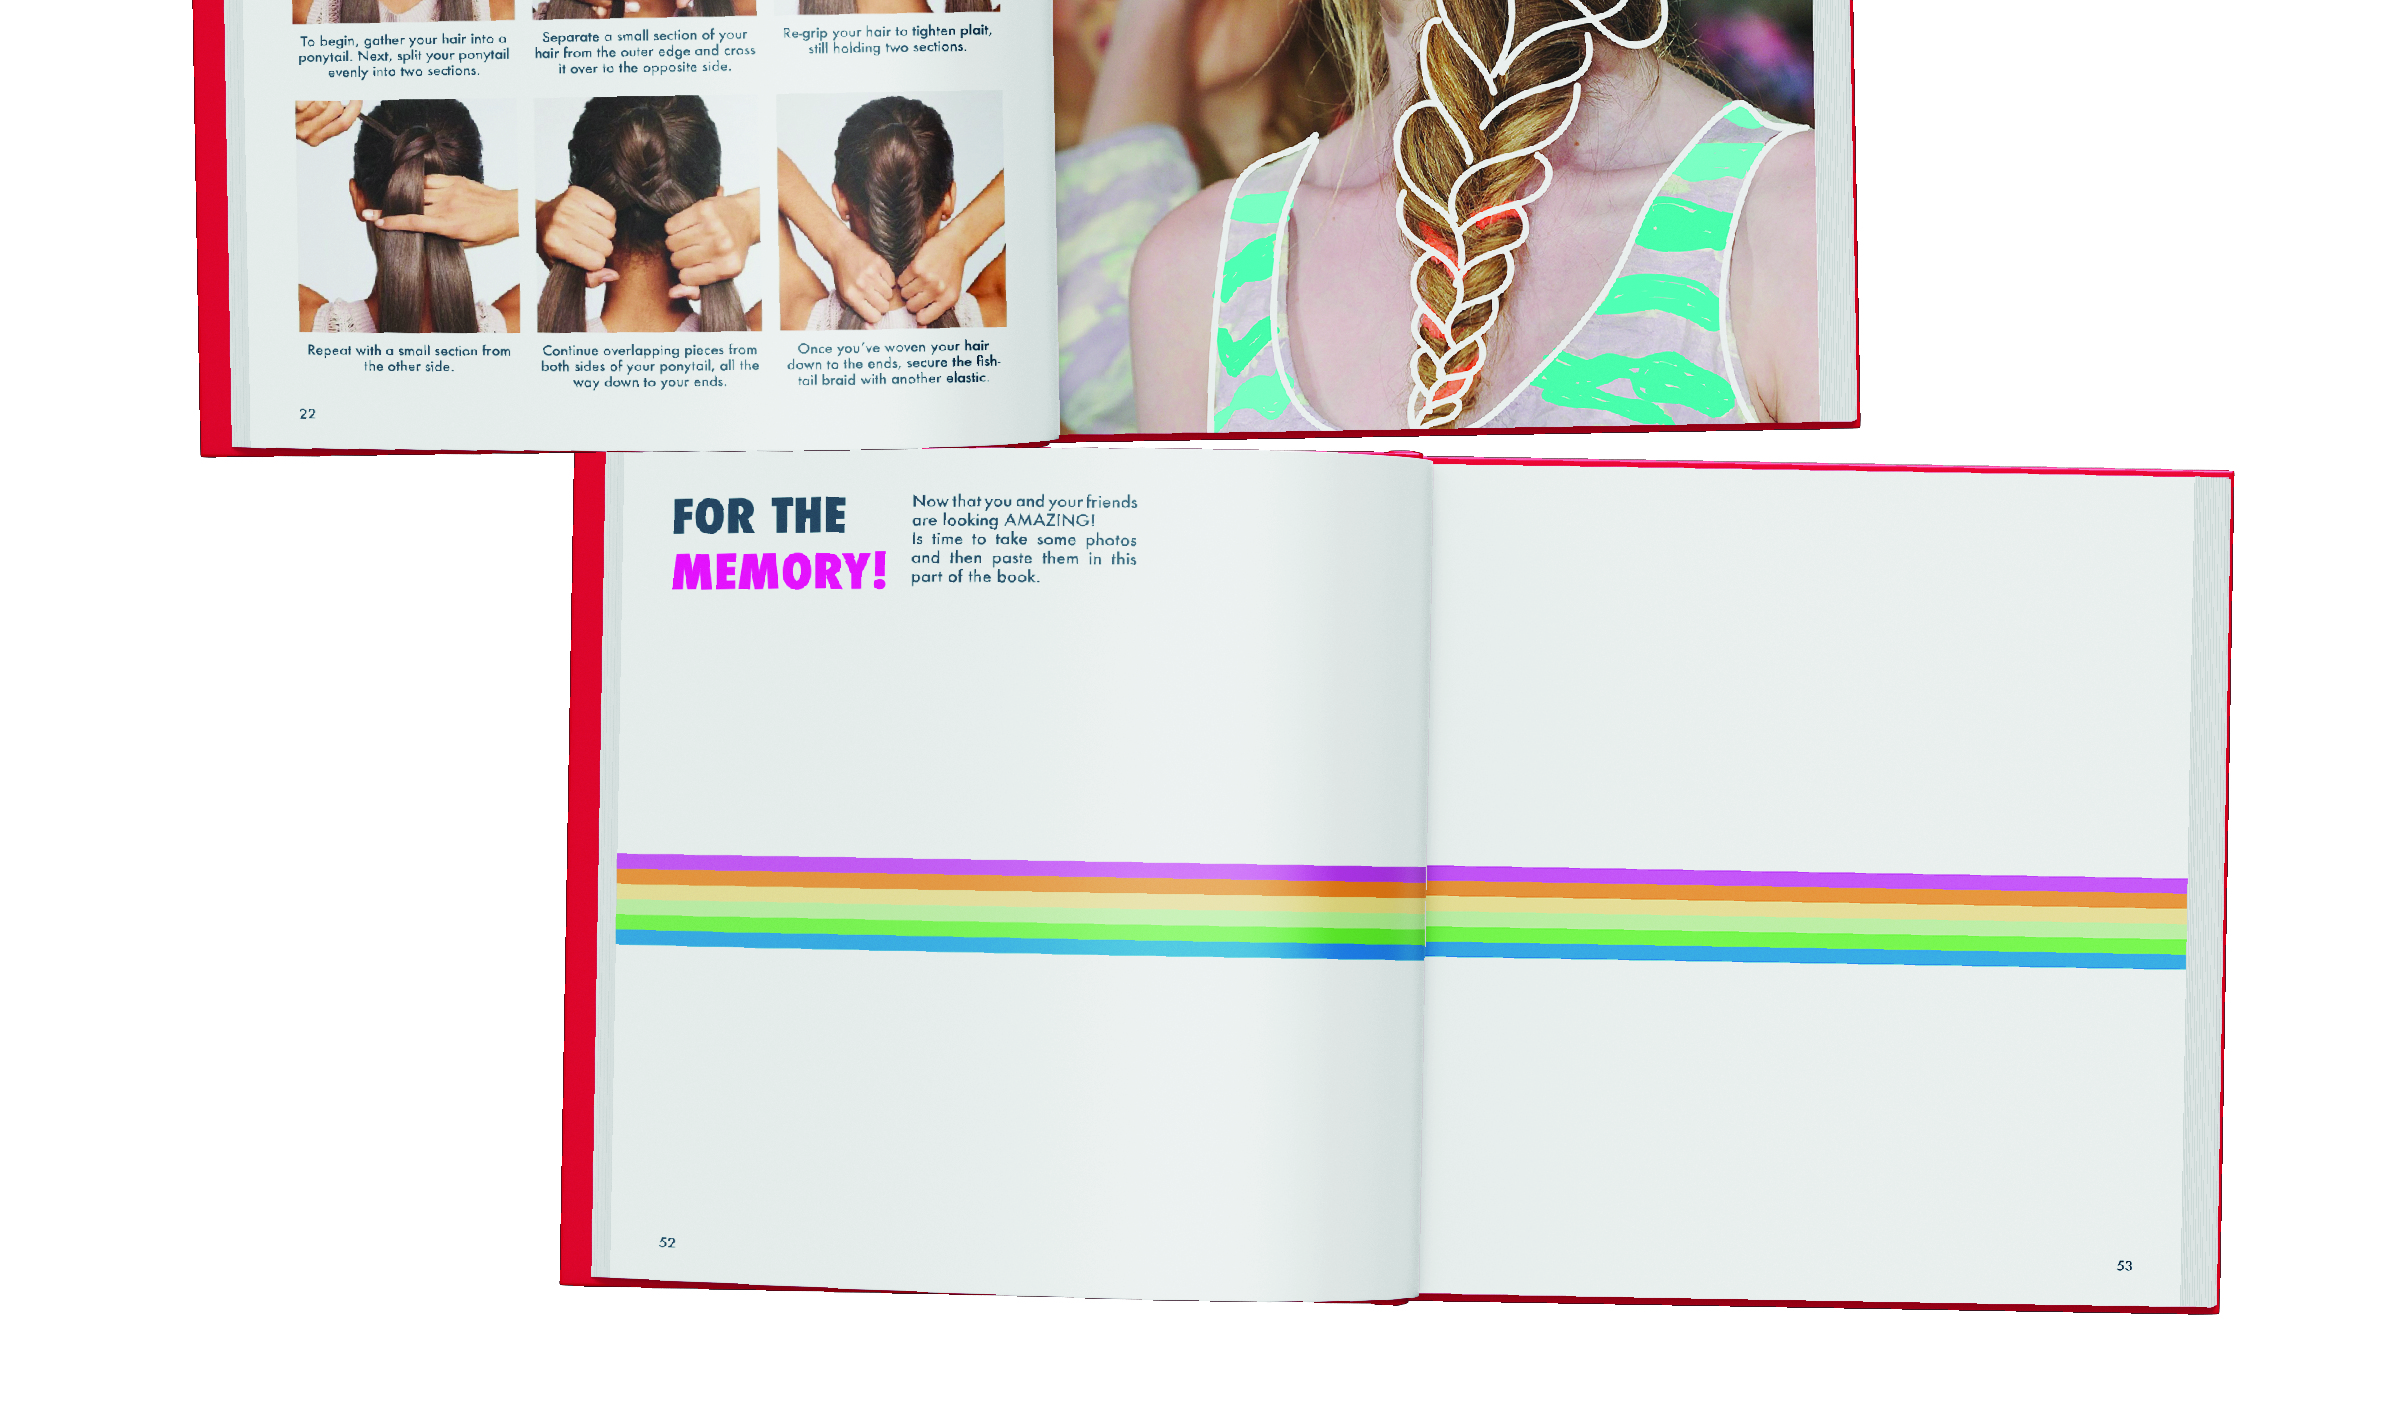 To begin, gather your hair into a
ponytail. Next, split your ponytail
evenly into two sections.
Separate a small section of your
hair from the outer edge and cross
it over to the opposite side.
Re-grip your hair to tighten plait,
still holding two sections.
Repeat with a small section from
the other side.
Continue overlapping pieces from
both sides of your ponytail, all the
way down to your ends.
Once you've woven your hair
down to the ends, secure the fish-
tail braid with another elastic.
22
FOR THE
MEMORY!
Now that you and your friends
are looking AMAZING!
Is time to take some photos
and then paste them in this
part of the book.
52
53